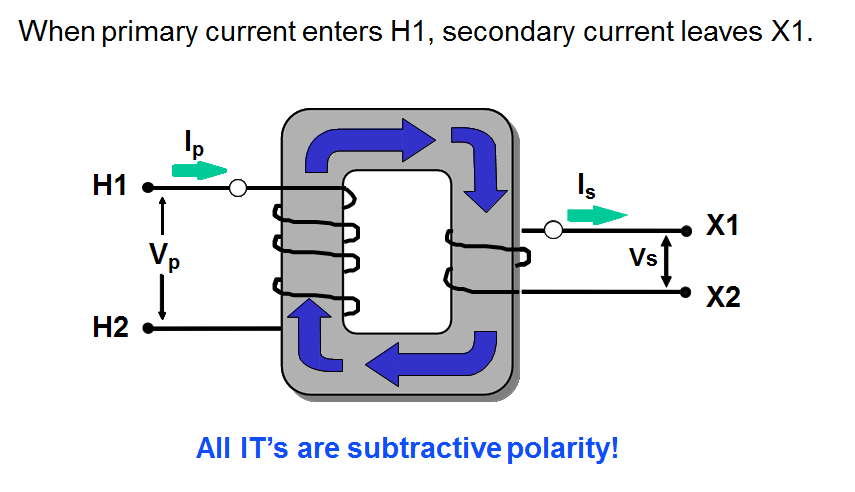 When primary current enters H1, secondary current leaves X1.
Ip
Is
H1
X1
Vp
Vs
X2
H2
All IT’s are subtractive polarity!